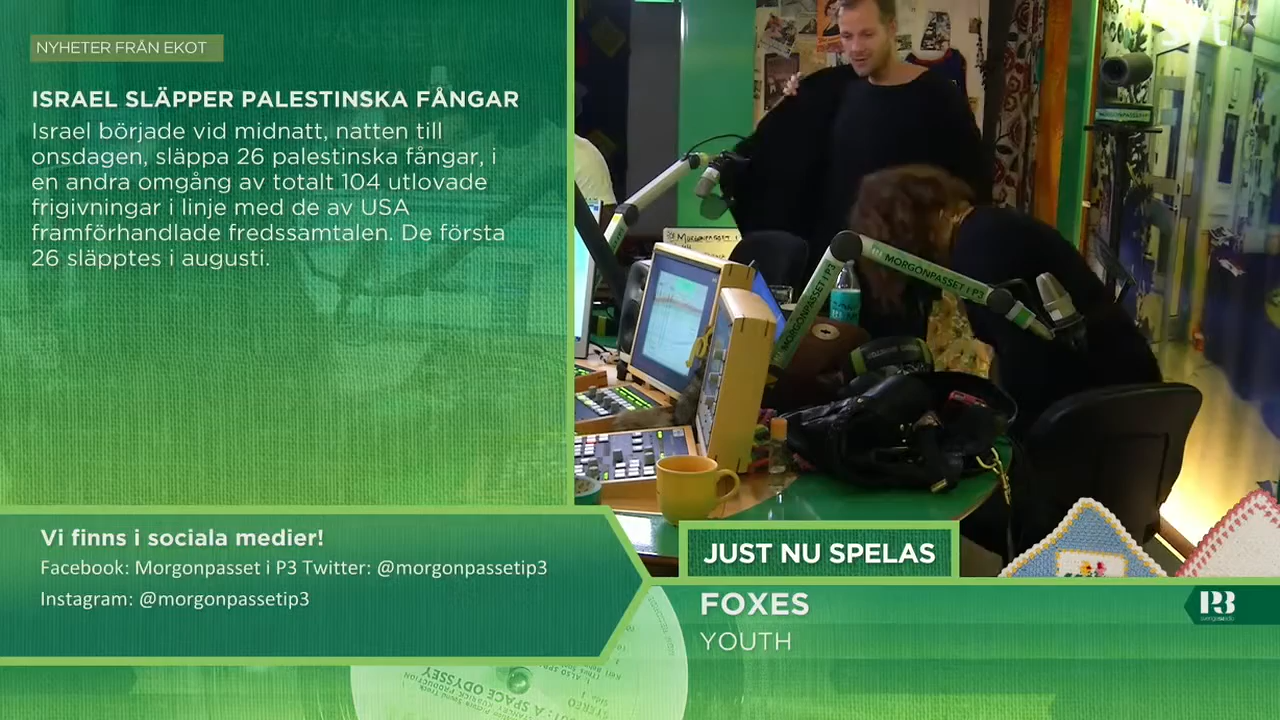 NYHETER FRÅN EKOT
ISRAEL SLÄPPER PALESTINSKA FÅNGAR
Israel började vid midnatt, natten till
onsdagen, släppa 26 palestinska fångar, i
en andra omgång av totalt 104 utlovade
frigivningar i linje med de av USA
framförhandlade fredssamtalen. De första
26 släpptes i augusti.
svt
MORGONPASSET I P3
MORGONPASSET I P3
Vi finns i sociala medier!
Facebook: Morgonpasset i P3 Twitter: @morgonpassetip3
Instagram: @morgonpassetip3
JUST NU SPELAS
FOXES
YOUTH
P3
sverigesradio
STEREO
A SPACE ODYSSEY